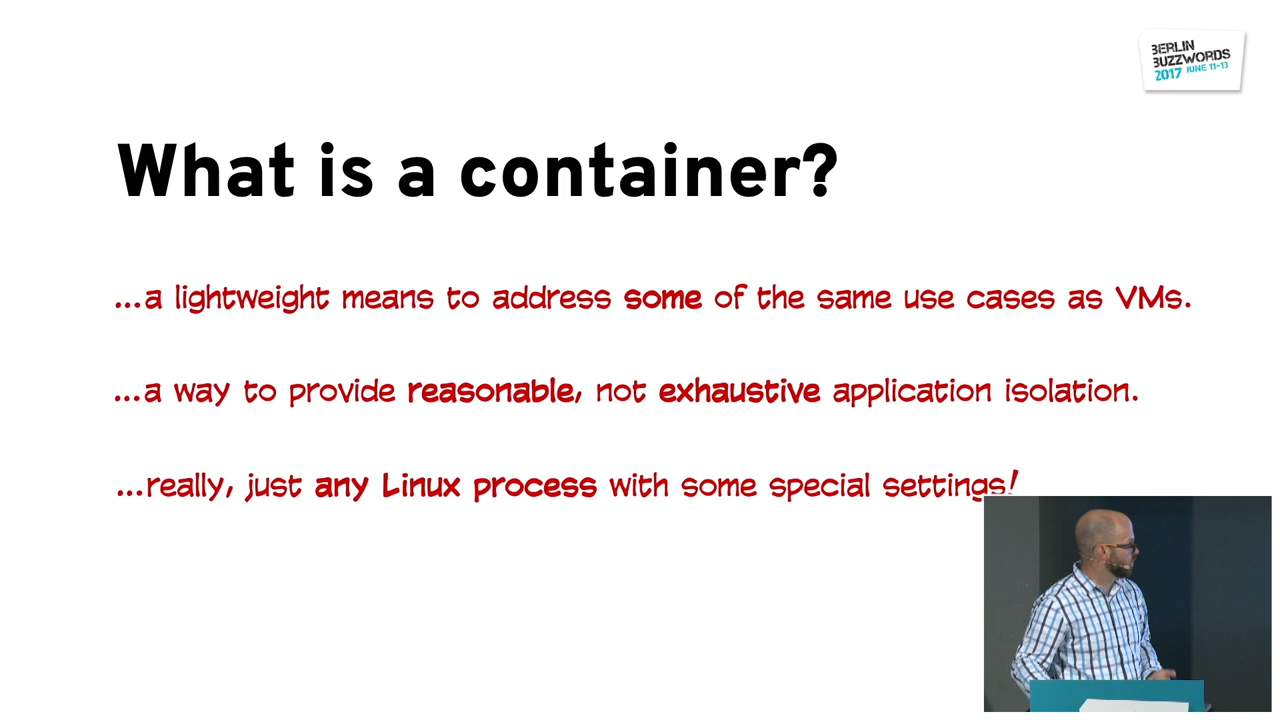 BERLIN
BUZZWORDS
2017 JUNE 11-13
What is a container?
...a lightweight means to address some of the same use cases as VMs.
...a way to provide reasonable, not exhaustive application isolation.
...really, just any Linux process with some special settings!